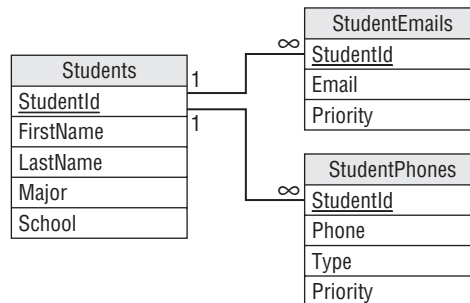 Students
StudentId
FirstName
LastName
Major
School
1
1
∞
∞
StudentEmails
StudentId
Email
Priority
StudentPhones
StudentId
Phone
Type
Priority